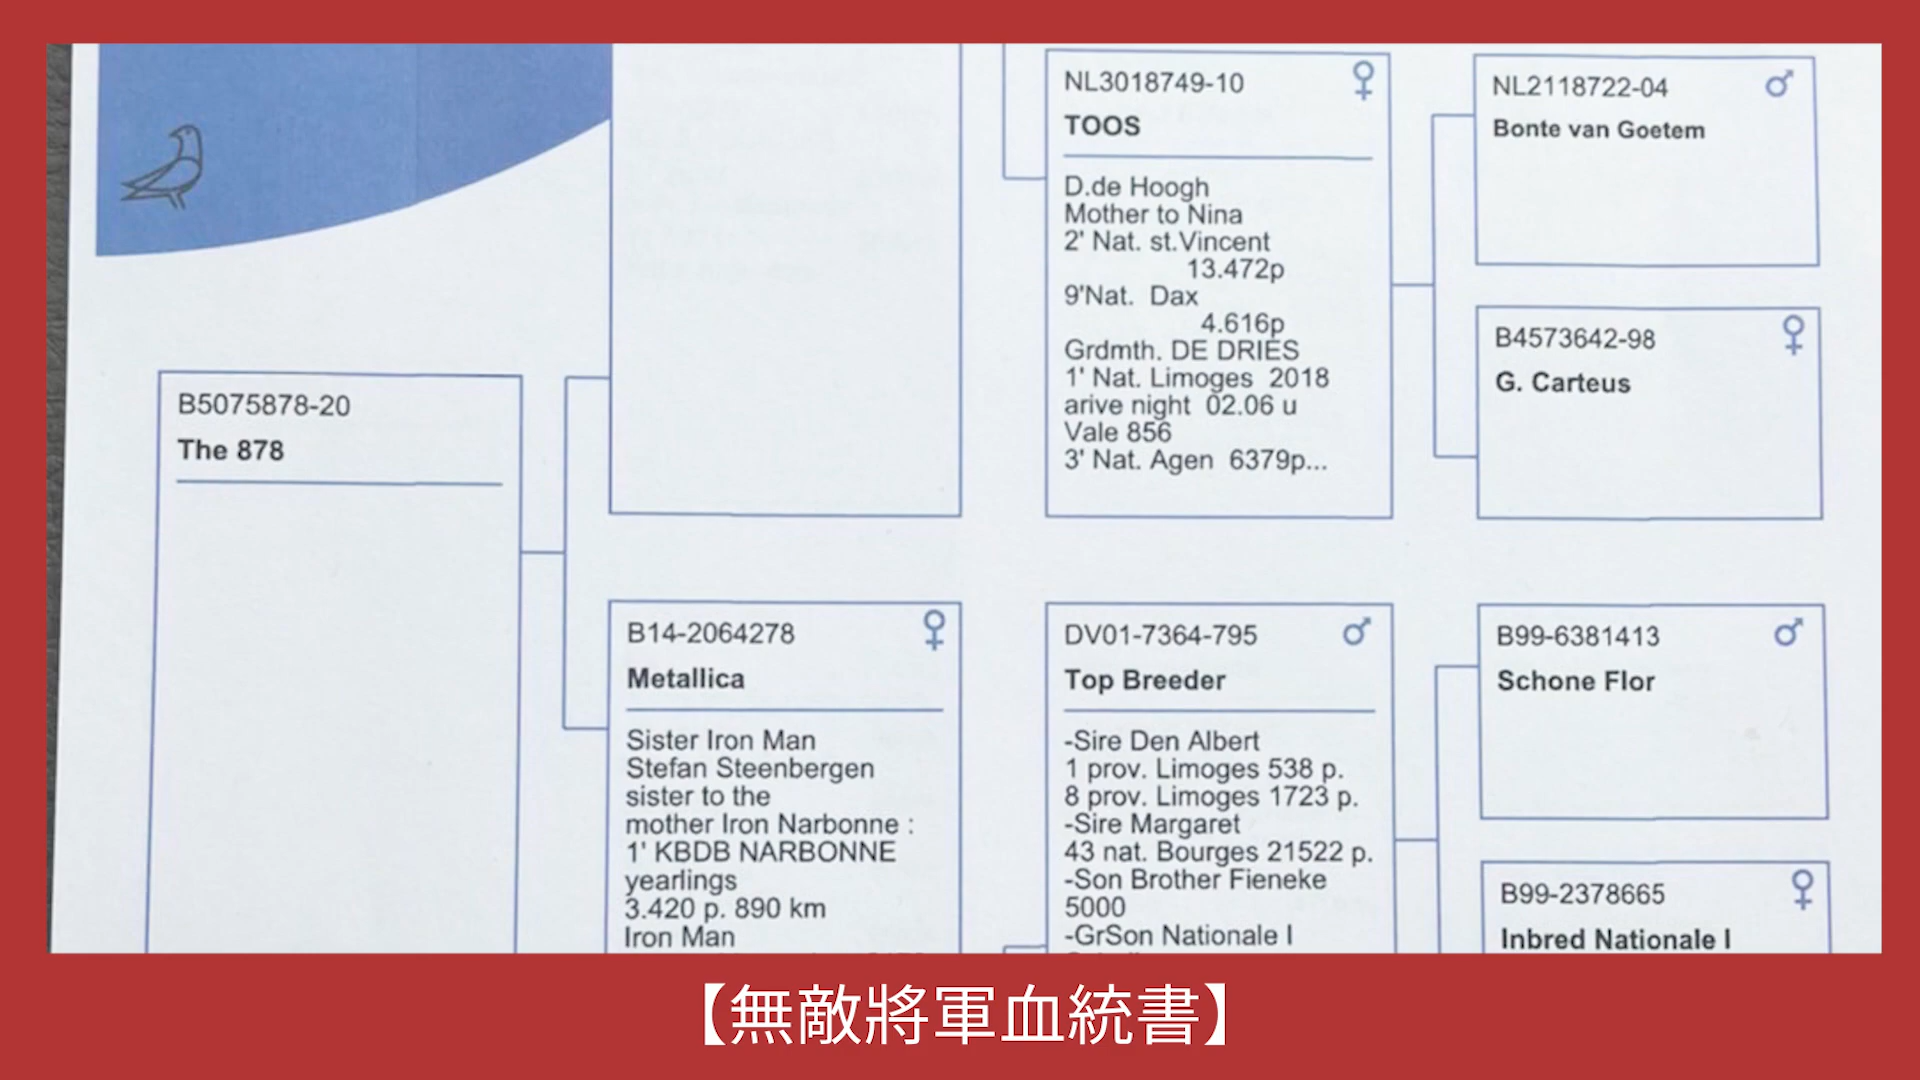 NL3018749-10
TOOS
D.de Hoogh
Mother to Nina
2' Nat. st.Vincent
13.472p
9'Nat. Dax
4.616p
Grdmth. DE DRIES
1' Nat. Limoges 2018
arive night 02.06 u
Vale 856
3' Nat. Agen 6379p...
NL2118722-04
Bonte van Goetem
B4573642-98
G. Carteus
B5075878-20
The 878
B14-2064278
Metallica
Sister Iron Man
Stefan Steenbergen
sister to the
mother Iron Narbonne :
1' KBDB NARBONNE
yearlings
3.420 p. 890 km
Iron Man
DV01-7364-795
Top Breeder
-Sire Den Albert
1 prov. Limoges 538 p.
8 prov. Limoges 1723 p.
-Sire Margaret
43 nat. Bourges 21522 p.
-Son Brother Fieneke
5000
-GrSon Nationale I
B99-6381413
Schone Flor
B99-2378665
Inbred Nationale I
【無敵將軍血統書】